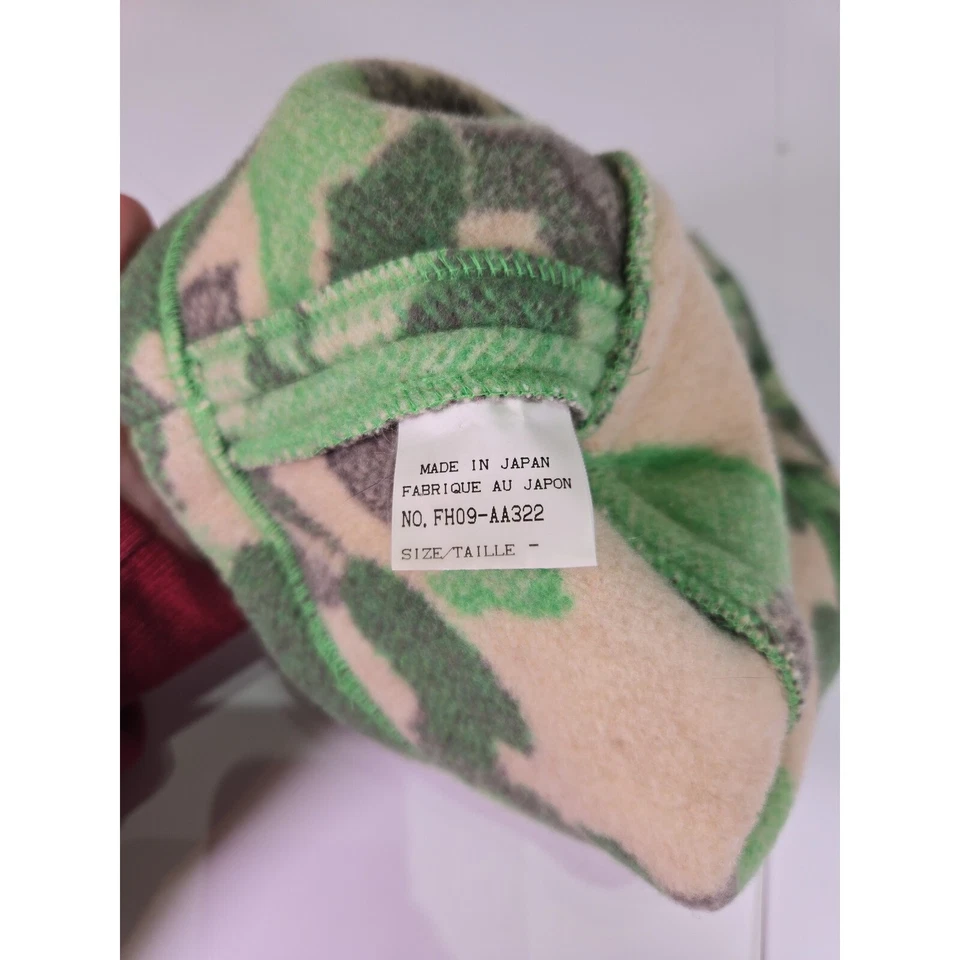 MADE IN JAPAN
FABRIQUE AU JAPON
NO. FH09-AA322
SIZE/TAILLE -